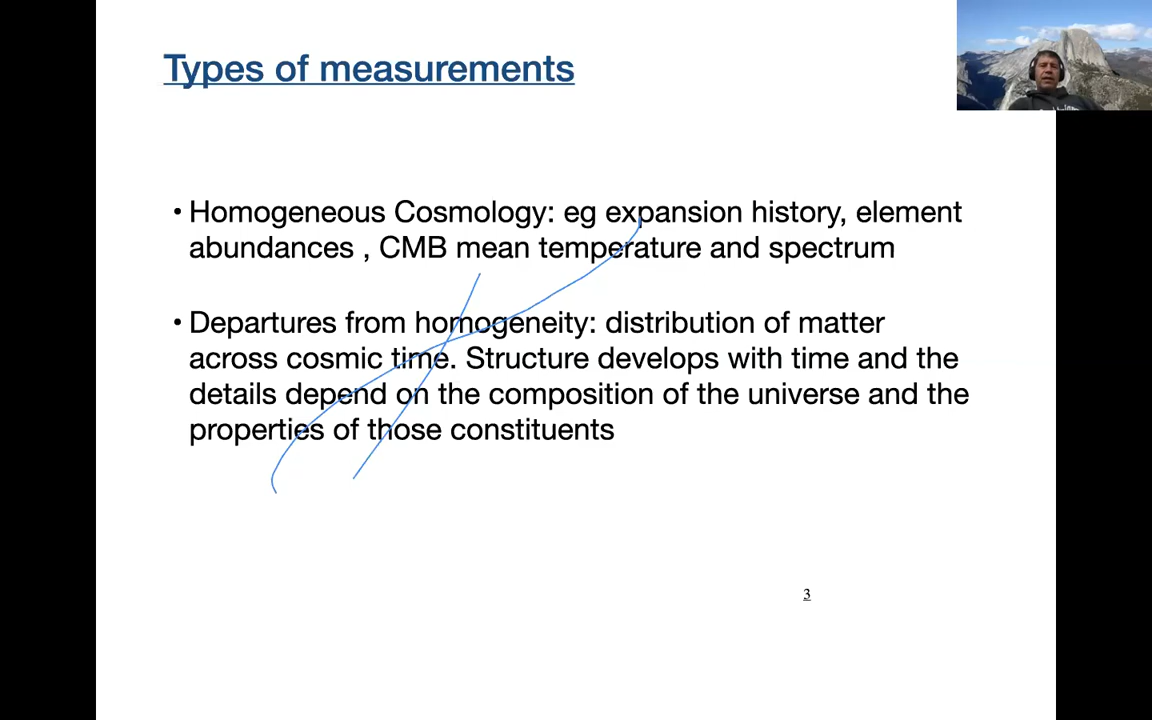 Types of measurements
• Homogeneous Cosmology: eg expansion history, element
abundances , CMB mean temperature and spectrum
• Departures from homogeneity: distribution of matter
across cosmic time. Structure develops with time and the
details depend on the composition of the universe and the
properties of those constituents
3